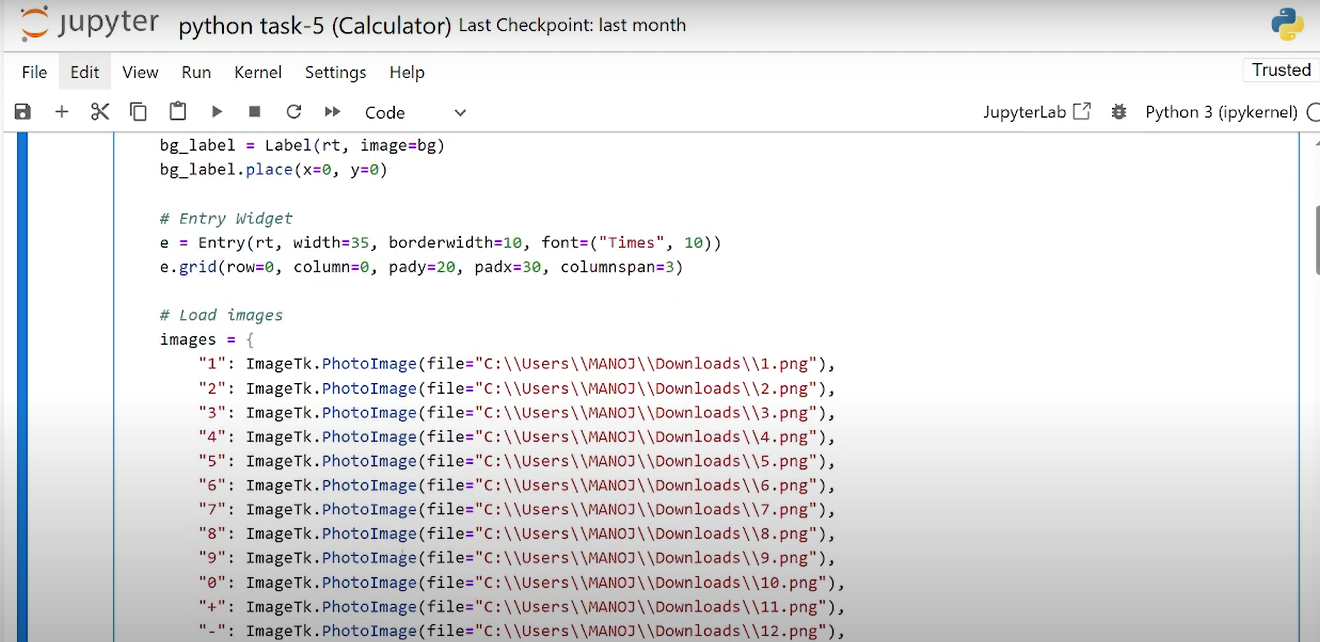 jupyter python task-5 (Calculator) Last Checkpoint: last month
File Edit View Run Kernel Settings Help Trusted
Code JupyterLab Python 3 (ipykernel)
bg_label = Label(rt, image=bg)
bg_label.place(x=0, y=0)
# Entry Widget
e = Entry(rt, width=35, borderwidth=10, font=("Times", 10))
e.grid(row=0, column=0, pady=20, padx=30, columnspan=3)
# Load images
images = {
"1": ImageTk.PhotoImage(file="C:\\Users\\MANOJ\\Downloads\\1.png"),
"2": ImageTk.PhotoImage(file="C:\\Users\\MANOJ\\Downloads\\2.png"),
"3": ImageTk.PhotoImage(file="C:\\Users\\MANOJ\\Downloads\\3.png"),
"4": ImageTk.PhotoImage(file="C:\\Users\\MANOJ\\Downloads\\4.png"),
"5": ImageTk.PhotoImage(file="C:\\Users\\MANOJ\\Downloads\\5.png"),
"6": ImageTk.PhotoImage(file="C:\\Users\\MANOJ\\Downloads\\6.png"),
"7": ImageTk.PhotoImage(file="C:\\Users\\MANOJ\\Downloads\\7.png"),
"8": ImageTk.PhotoImage(file="C:\\Users\\MANOJ\\Downloads\\8.png"),
"9": ImageTk.PhotoImage(file="C:\\Users\\MANOJ\\Downloads\\9.png"),
"0": ImageTk.PhotoImage(file="C:\\Users\\MANOJ\\Downloads\\10.png"),
"+": ImageTk.PhotoImage(file="C:\\Users\\MANOJ\\Downloads\\11.png"),
"-": ImageTk.PhotoImage(file="C:\\Users\\MANOJ\\Downloads\\12.png"),